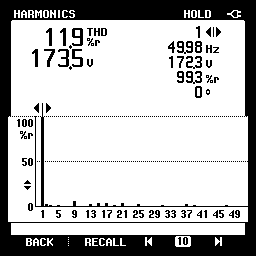 HARMONICS HOLD
11,9 THD %r
173,5 V
1
49,98 Hz
172,3 V
99,3 %r
0 °
100
%r
50
0
1 5 9 13 17 21 25 29 33 37 41 45 49
BACK RECALL 10